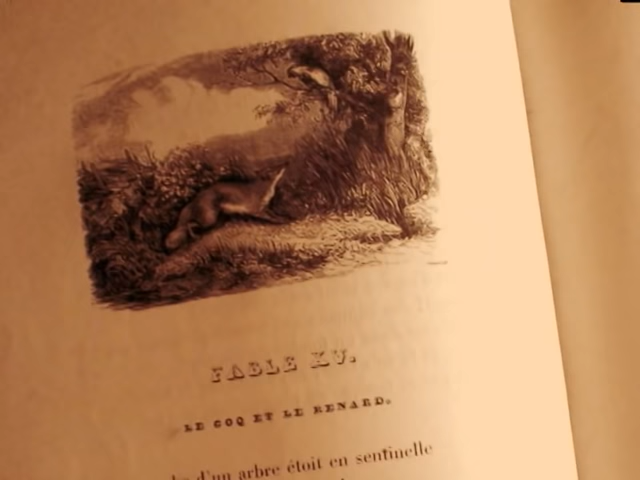 FABLE XV.
LE COQ ET LE RENARD.
d'un arbre étoit en sentinelle